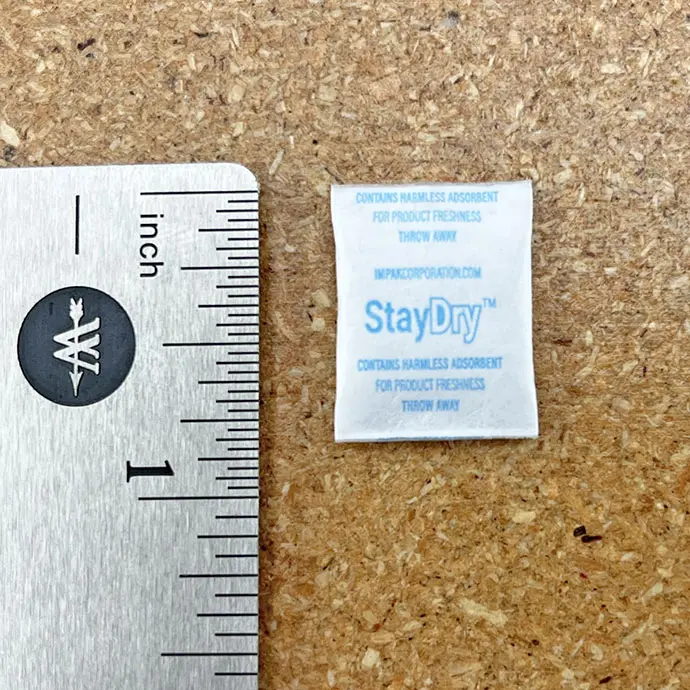 inch
W
1
CONTAINS HARMLESS ADSORBENT
FOR PRODUCT FRESHNESS
THROW AWAY
IMPAKCORPORATION.COM
StayDry™
CONTAINS HARMLESS ADSORBENT
FOR PRODUCT FRESHNESS
THROW AWAY